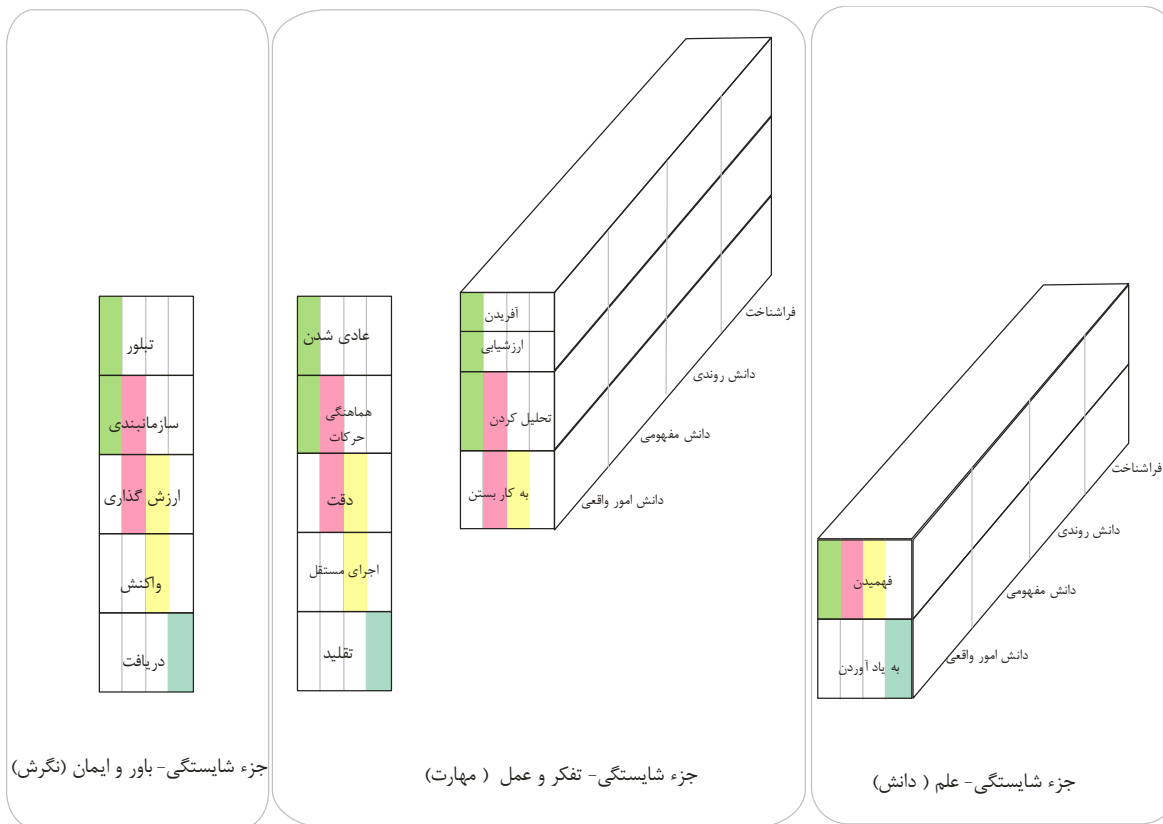 فهمیدن
به یاد آوردن
فراشناخت
دانش روندی
دانش مفهومی
دانش امور واقعی
جزء شایستگی- علم ( دانش)
آفریدن
ارزشیابی
تحلیل کردن
به کار بستن
فراشناخت
دانش روندی
دانش مفهومی
دانش امور واقعی
عادی شدن
هماهنگی
حرکات
دقت
اجرای مستقل
تقلید
جزء شایستگی- تفکر و عمل ( مهارت)
تبلور
سازمانبندی
ارزش گذاری
واکنش
دریافت
جزء شایستگی- باور و ایمان (نگرش)